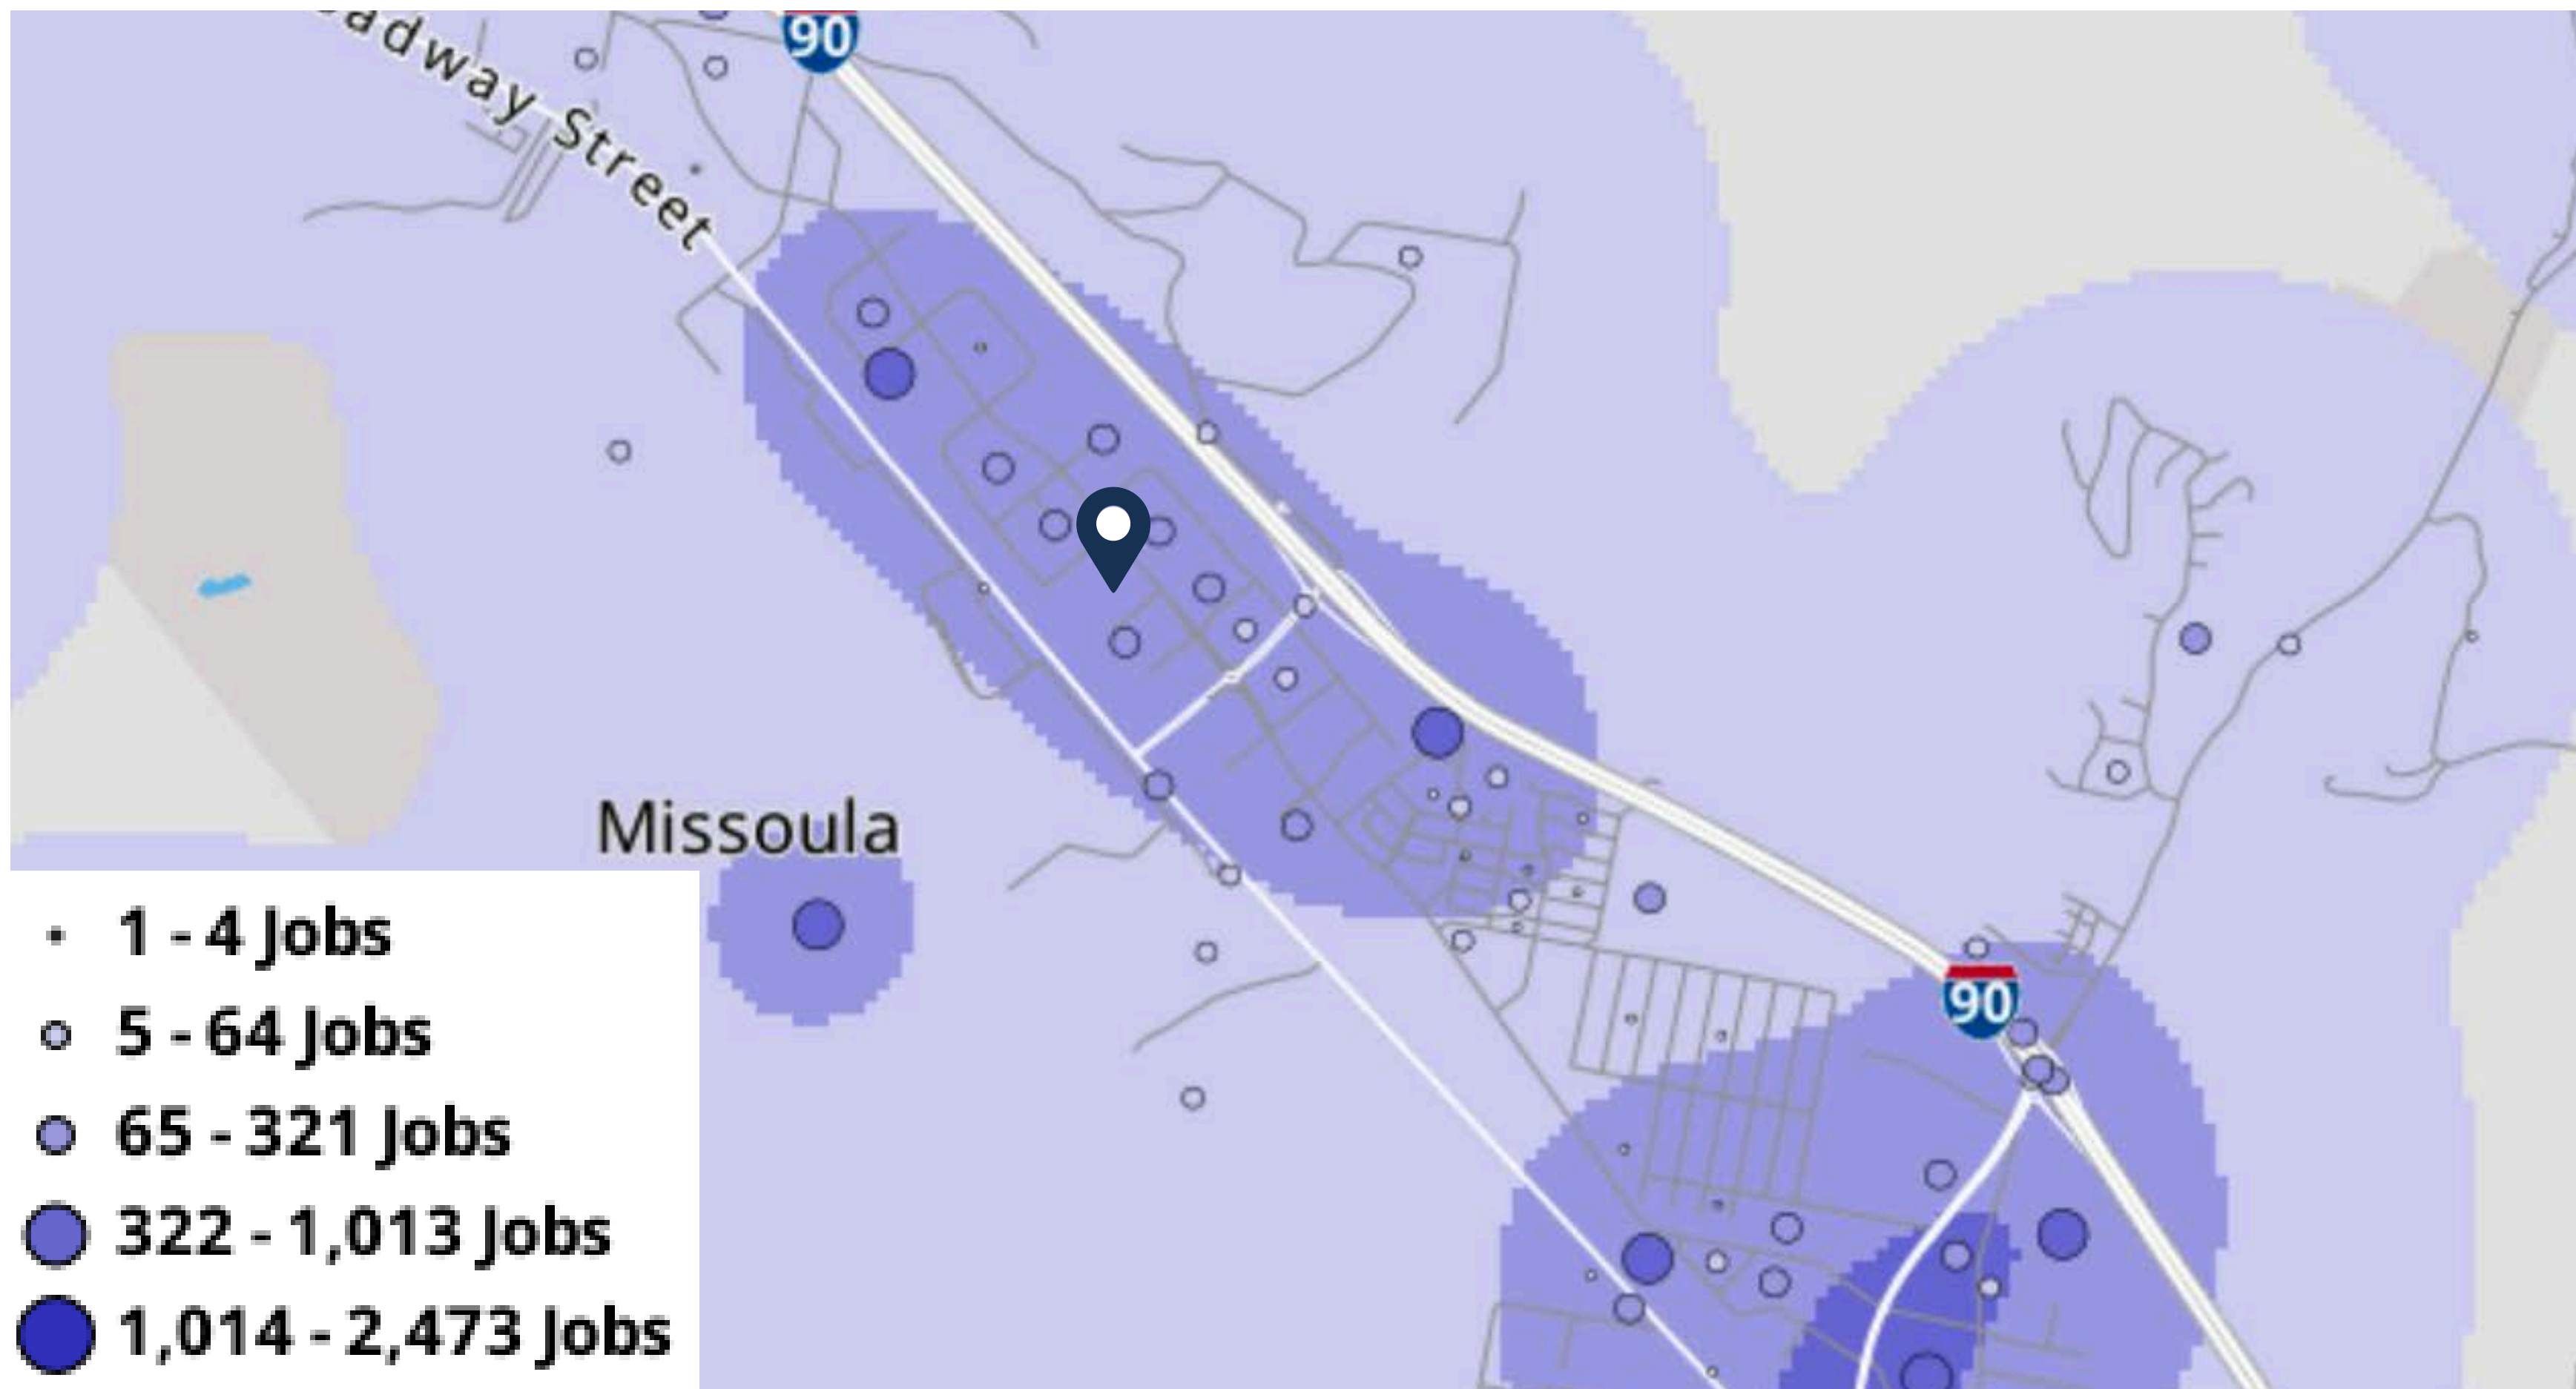 90
adway Street
Missoula
90
1 - 4 Jobs
5 - 64 Jobs
65 - 321 Jobs
322 - 1,013 Jobs
1,014 - 2,473 Jobs